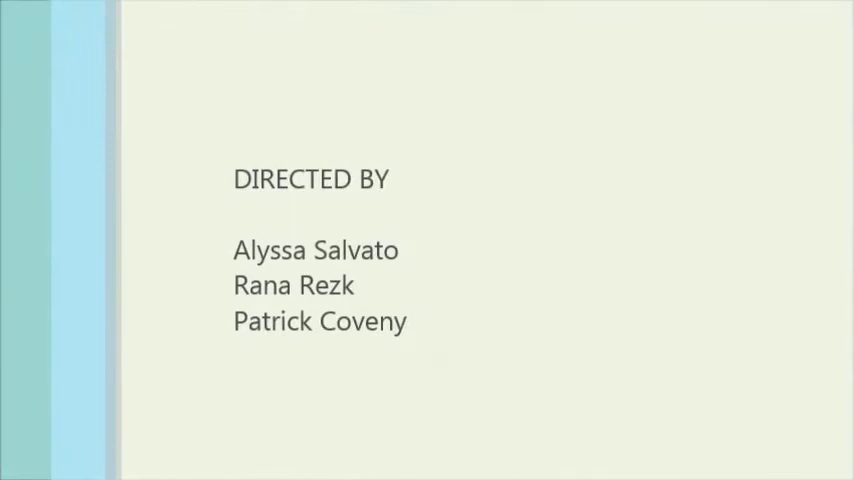 DIRECTED BY
Alyssa Salvato
Rana Rezk
Patrick Coveny